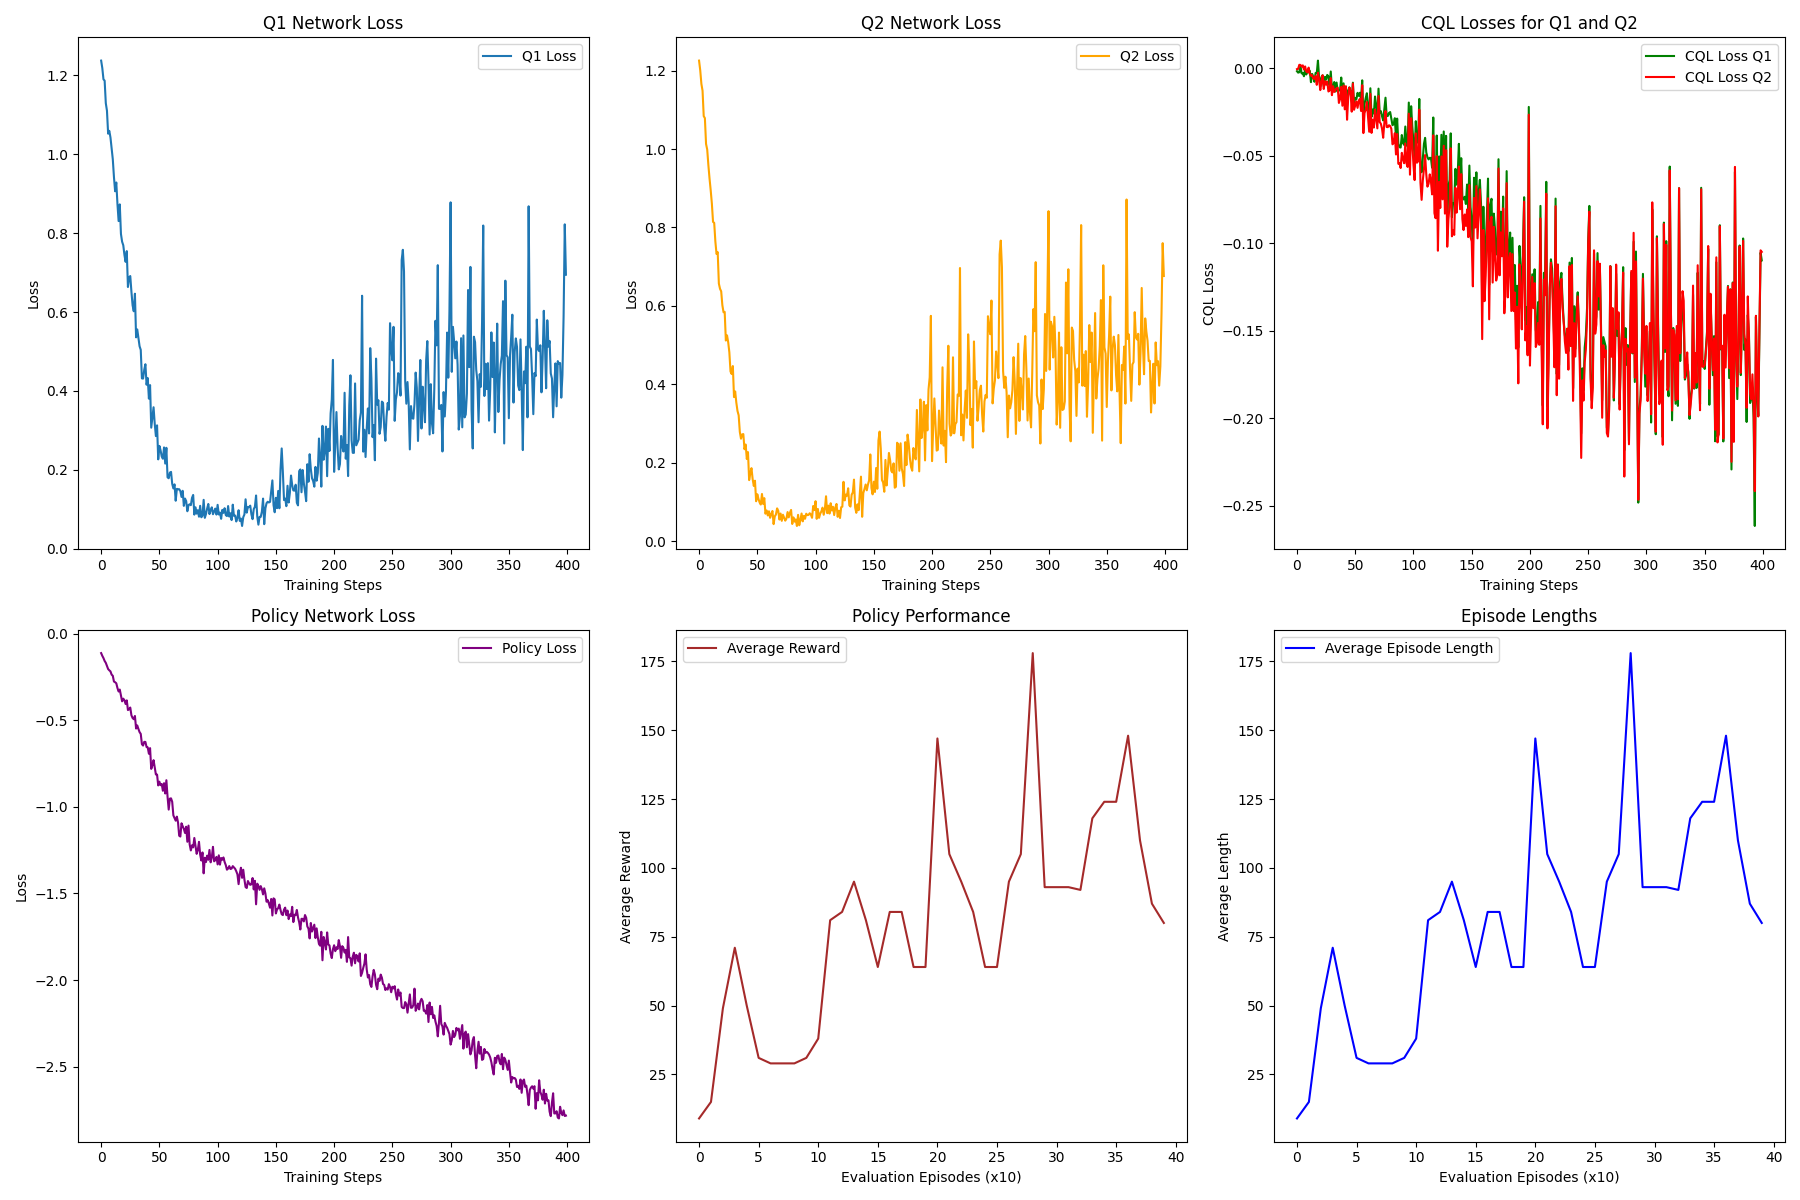 Q1 Network Loss
Q1 Loss
Loss
1.2
1.0
0.8
0.6
0.4
0.2
0.0
0 50 100 150 200 250 300 350 400
Training Steps
Q2 Network Loss
Q2 Loss
Loss
1.2
1.0
0.8
0.6
0.4
0.2
0.0
0 50 100 150 200 250 300 350 400
Training Steps
CQL Losses for Q1 and Q2
CQL Loss Q1
CQL Loss Q2
CQL Loss
0.00
−0.05
−0.10
−0.15
−0.20
−0.25
0 50 100 150 200 250 300 350 400
Training Steps
Policy Network Loss
Policy Loss
Loss
0.0
−0.5
−1.0
−1.5
−2.0
−2.5
0 50 100 150 200 250 300 350 400
Training Steps
Policy Performance
Average Reward
Average Reward
175
150
125
100
75
50
25
0 5 10 15 20 25 30 35 40
Evaluation Episodes (x10)
Episode Lengths
Average Episode Length
Average Length
175
150
125
100
75
50
25
0 5 10 15 20 25 30 35 40
Evaluation Episodes (x10)